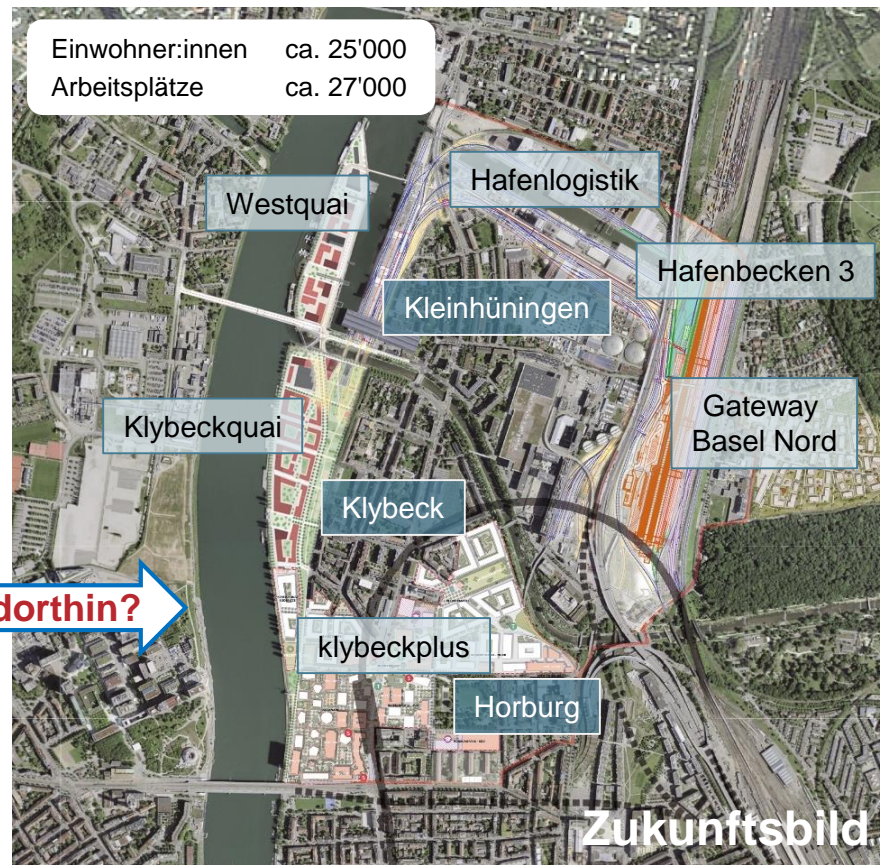 Einwohner:innen ca. 25'000
Arbeitsplätze ca. 27'000
Hafenlogistik
Westquai
Hafenbecken 3
Kleinhüningen
Gateway
Basel Nord
Klybeckquai
Klybeck
dorthin?
klybeckplus
Horburg
Zukunftsbild